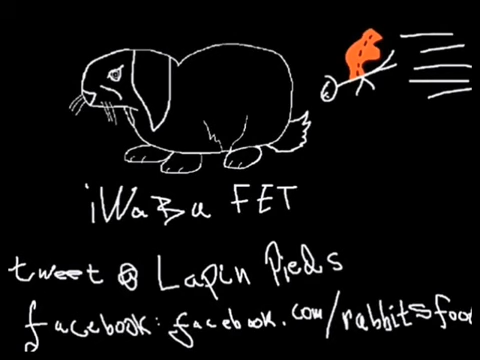 iWaBu FET
tweet @ Lapin Pieds
facebook: facebook.com/rabbitsfoo